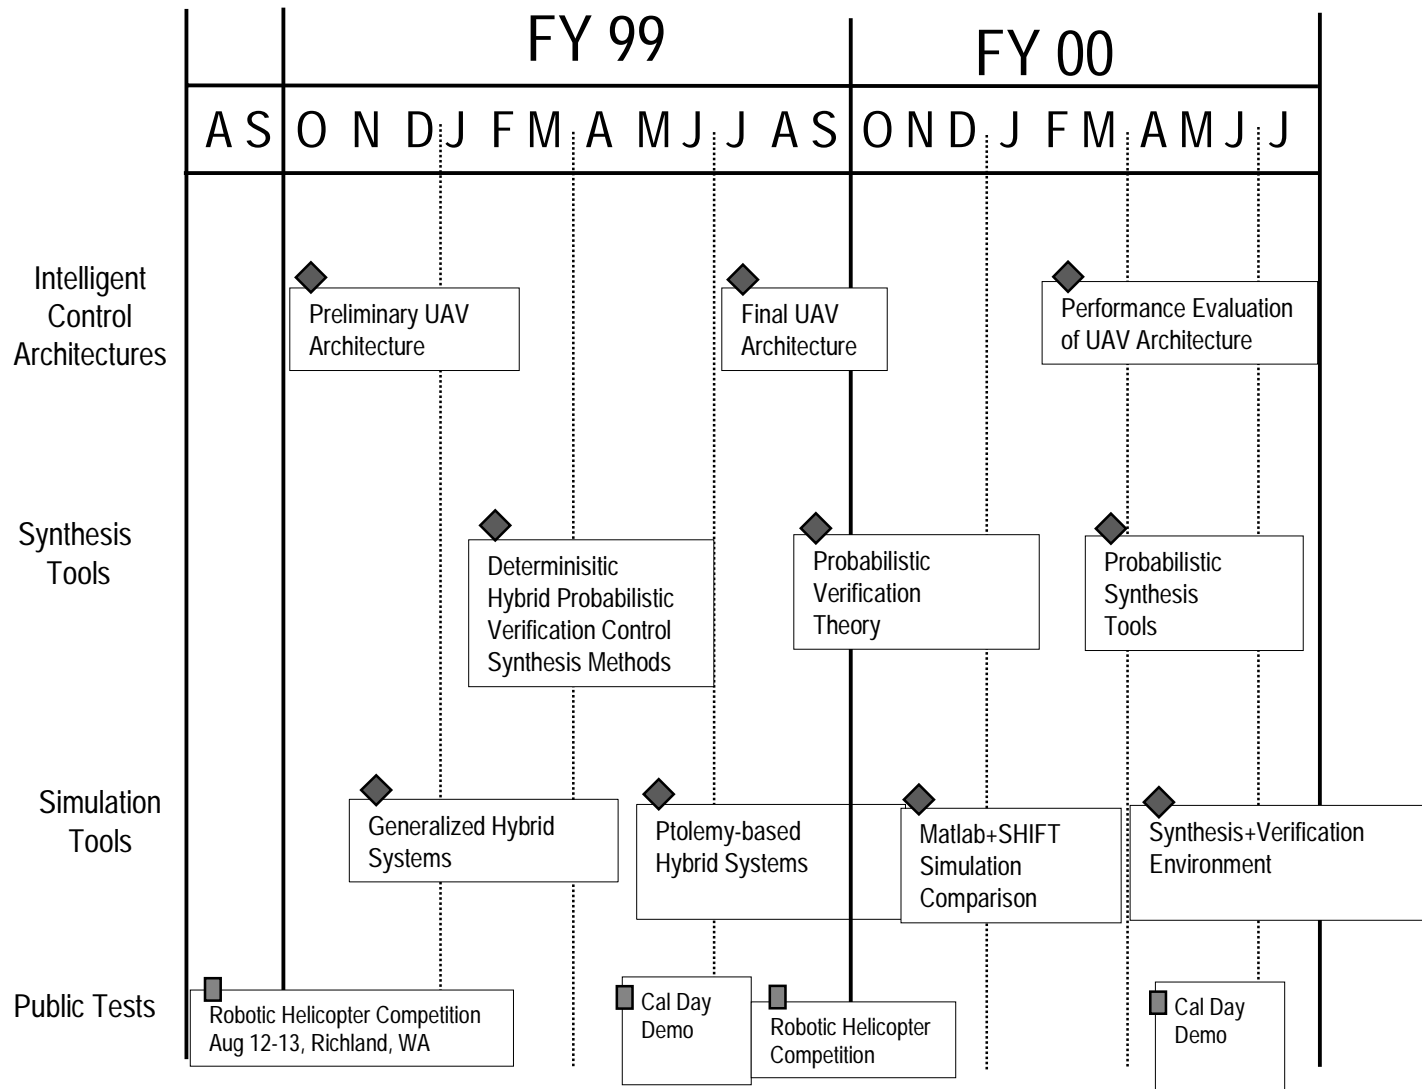 FY 99
FY 00
A S O N D J F M A M J J A S O N D J F M A M J J
Intelligent
Control
Architectures
Preliminary UAV
Architecture
Final UAV
Architecture
Performance Evaluation
of UAV Architecture
Synthesis
Tools
Determinisitic
Hybrid Probabilistic
Verification Control
Synthesis Methods
Probabilistic
Verification
Theory
Probabilistic
Synthesis
Tools
Simulation
Tools
Generalized Hybrid
Systems
Ptolemy-based
Hybrid Systems
Matlab+SHIFT
Simulation
Comparison
Synthesis+Verification
Environment
Public Tests
Robotic Helicopter Competition
Aug 12-13, Richland, WA
Cal Day
Demo
Robotic Helicopter
Competition
Cal Day
Demo